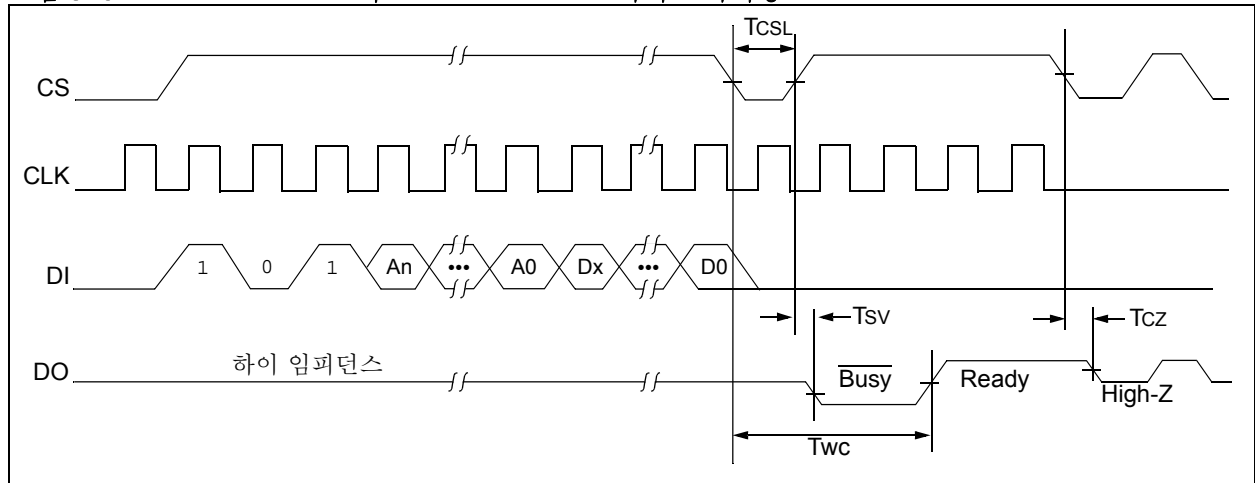 TCSL
CS
CLK
DI 1 0 1 An ••• A0 Dx ••• D0
TSV
TCZ
DO 하이 임피던스 Busy Ready High-Z
TWC